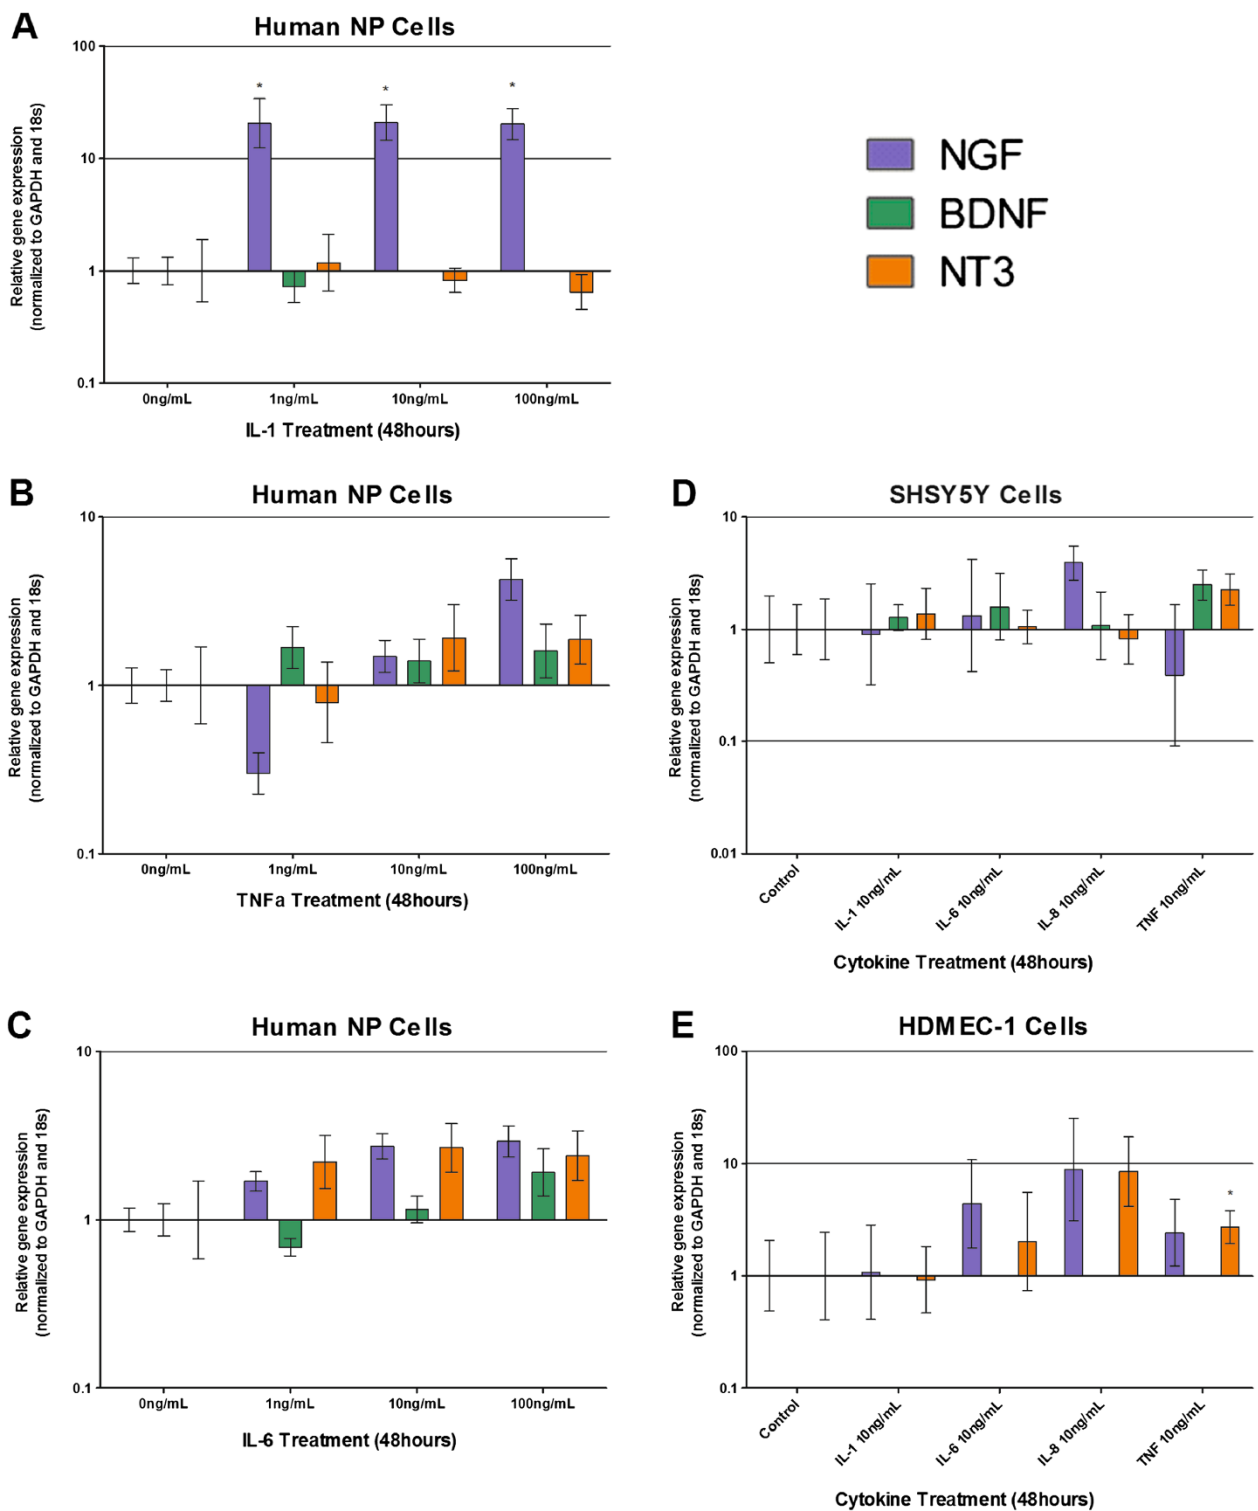 A
Human NP Cells
Relative gene expression
(normalized to GAPDH and 18s)
100
10
1
0.1
*
*
*
0ng/mL
1ng/mL
10ng/mL
100ng/mL
IL-1 Treatment (48hours)
NGF
BDNF
NT3
B
Human NP Cells
Relative gene expression
(normalized to GAPDH and 18s)
10
1
0.1
0ng/mL
1ng/mL
10ng/mL
100ng/mL
TNFa Treatment (48hours)
D
SHSY5Y Cells
Relative gene expression
(normalized to GAPDH and 18s)
10
1
0.1
0.01
Control
IL-1 10ng/mL
IL-6 10ng/mL
IL-8 10ng/mL
TNF 10ng/mL
Cytokine Treatment (48hours)
C
Human NP Cells
Relative gene expression
(normalized to GAPDH and 18s)
10
1
0.1
0ng/mL
1ng/mL
10ng/mL
100ng/mL
IL-6 Treatment (48hours)
E
HDMEC-1 Cells
Relative gene expression
(normalized to GAPDH and 18s)
100
10
1
0.1
*
Control
IL-1 10ng/mL
IL-6 10ng/mL
IL-8 10ng/mL
TNF 10ng/mL
Cytokine Treatment (48hours)